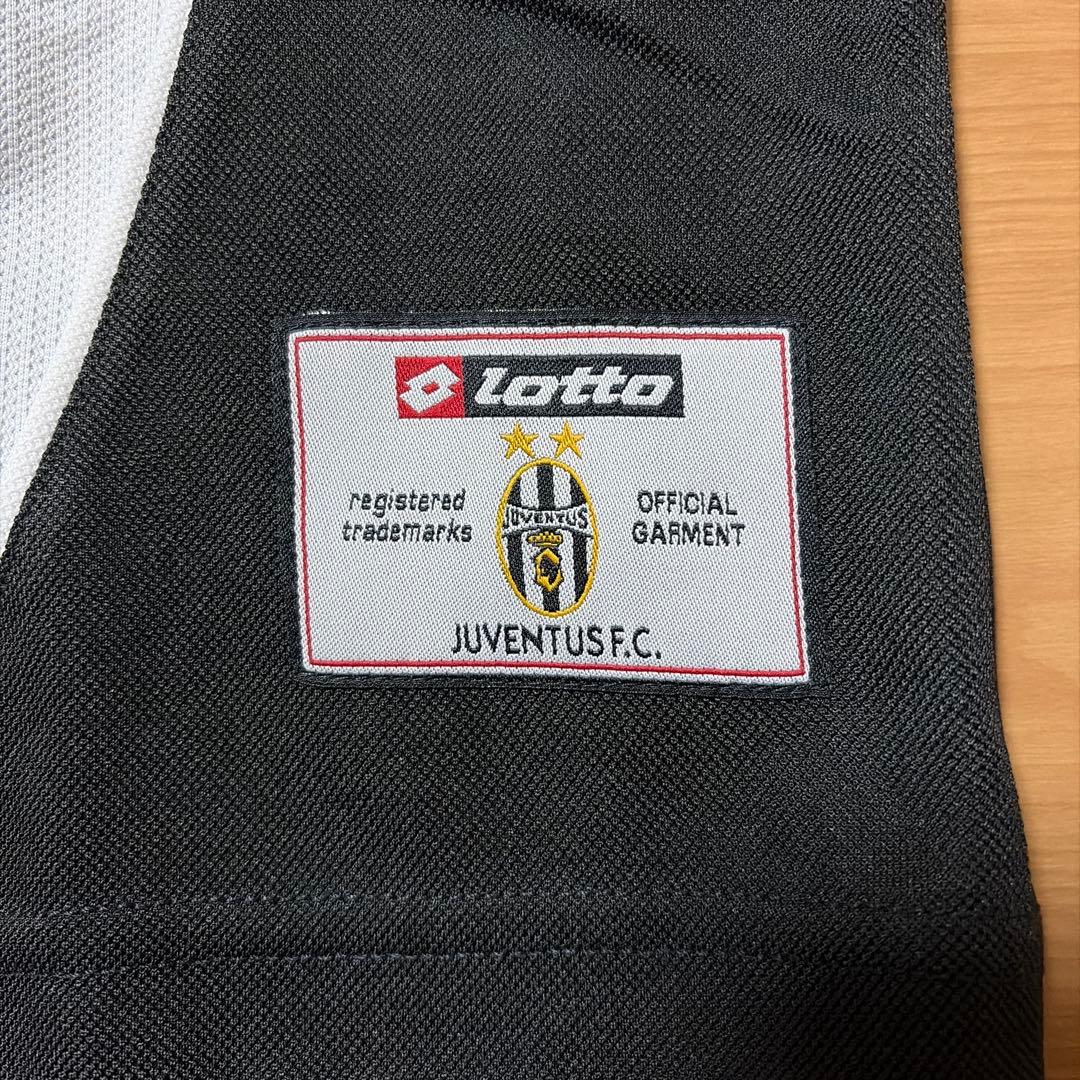 lotto
registered
trademarks
JUVENTUS
OFFICIAL
GARMENT
JUVENTUS F.C.